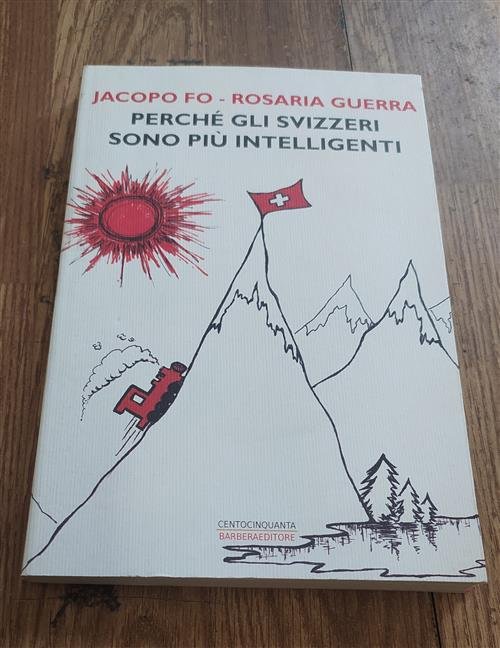 JACOPO FO - ROSARIA GUERRA
PERCHÉ GLI SVIZZERI
SONO PIÙ INTELLIGENTI
CENTOCINQUANTA
BARBERAEDITORE